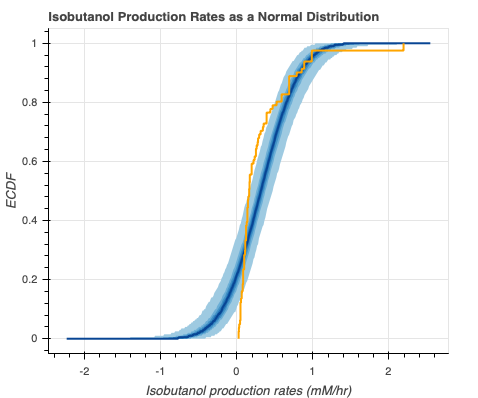 Isobutanol Production Rates as a Normal Distribution
1
0.8
0.6
0.4
0.2
0
ECDF
-2 -1 0 1 2
Isobutanol production rates (mM/hr)